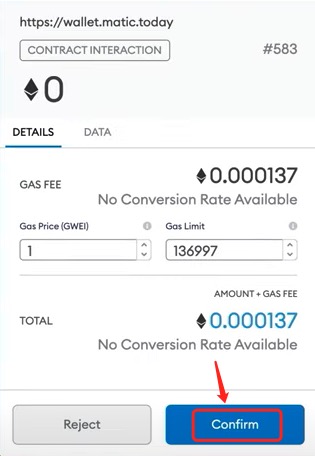 https://wallet.matic.today
CONTRACT INTERACTION #583
0
DETAILS DATA
GAS FEE 0.000137
No Conversion Rate Available
Gas Price (GWEI) Gas Limit
1 136997
AMOUNT + GAS FEE
TOTAL 0.000137
No Conversion Rate Available
Reject Confirm